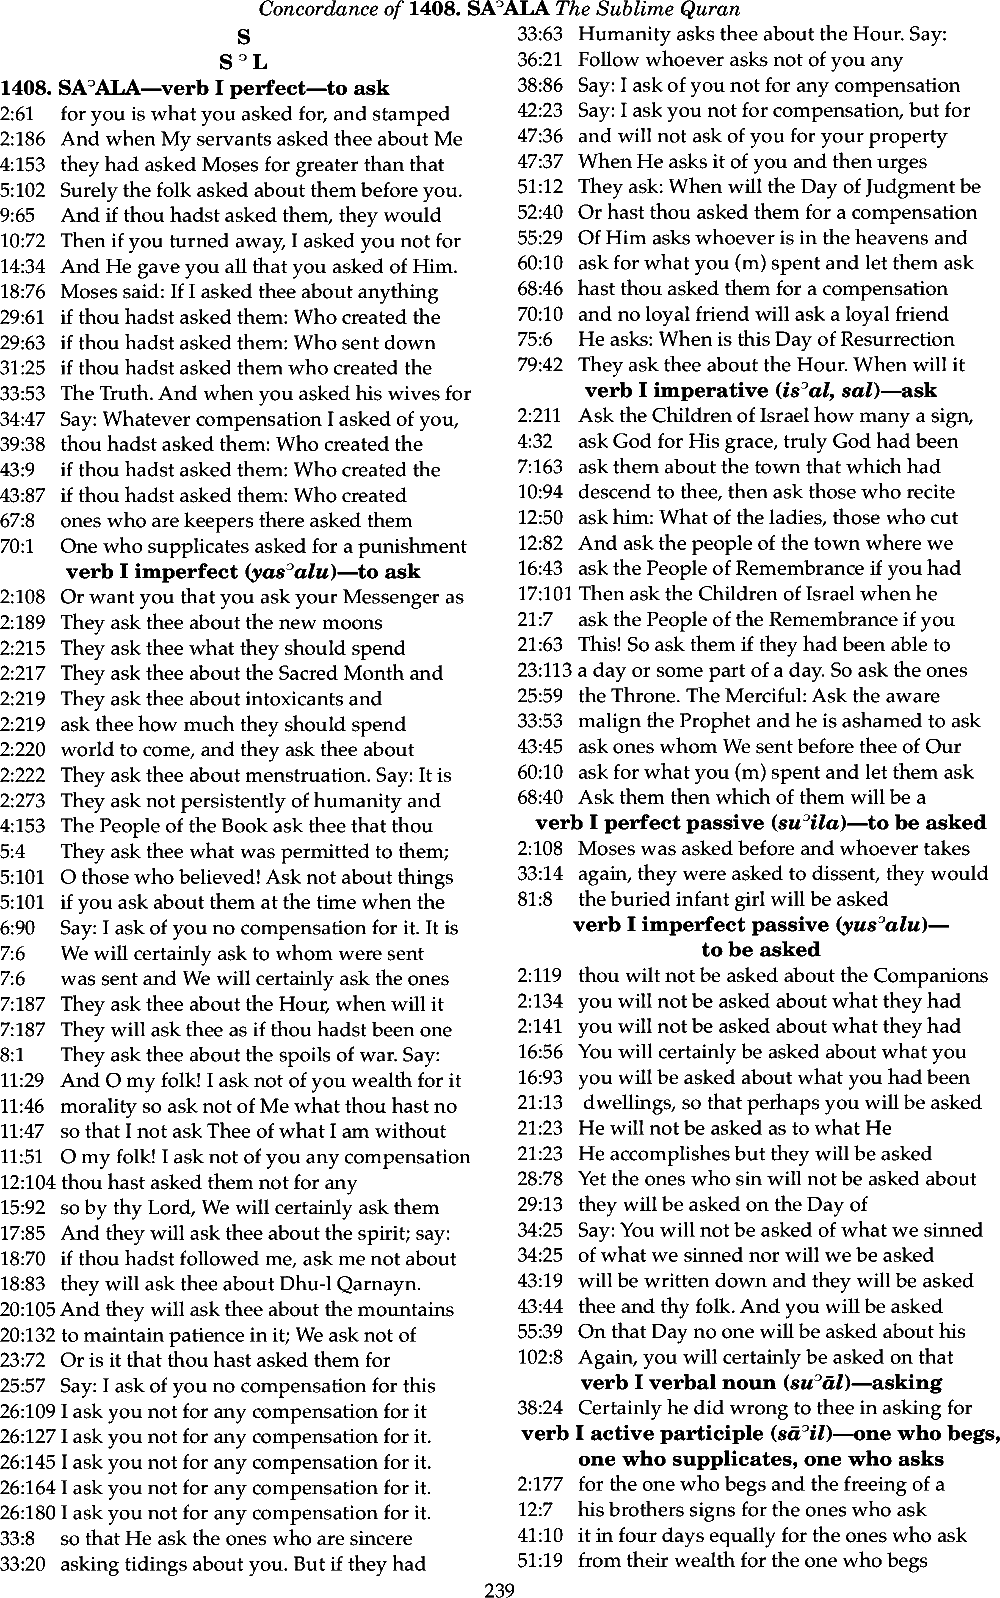 Concordance of 1408. SAᵓALA The Sublime Quran
S
S ᵓ L
1408. SAᵓALA—verb I perfect—to ask
2:61 for you is what you asked for, and stamped
2:186 And when My servants asked thee about Me
4:153 they had asked Moses for greater than that
5:102 Surely the folk asked about them before you.
9:65 And if thou hadst asked them, they would
10:72 Then if you turned away, I asked you not for
14:34 And He gave you all that you asked of Him.
18:76 Moses said: If I asked thee about anything
29:61 if thou hadst asked them: Who created the
29:63 if thou hadst asked them: Who sent down
31:25 if thou hadst asked them who created the
33:53 The Truth. And when you asked his wives for
34:47 Say: Whatever compensation I asked of you,
39:38 thou hadst asked them: Who created the
43:9 if thou hadst asked them: Who created the
43:87 if thou hadst asked them: Who created
67:8 ones who are keepers there asked them
70:1 One who supplicates asked for a punishment
verb I imperfect (yasᵓalu)—to ask
2:108 Or want you that you ask your Messenger as
2:189 They ask thee about the new moons
2:215 They ask thee what they should spend
2:217 They ask thee about the Sacred Month and
2:219 They ask thee about intoxicants and
2:219 ask thee how much they should spend
2:220 world to come, and they ask thee about
2:222 They ask thee about menstruation. Say: It is
2:273 They ask not persistently of humanity and
4:153 The People of the Book ask thee that thou
5:4 They ask thee what was permitted to them;
5:101 O those who believed! Ask not about things
5:101 if you ask about them at the time when the
6:90 Say: I ask of you no compensation for it. It is
7:6 We will certainly ask to whom were sent
7:6 was sent and We will certainly ask the ones
7:187 They ask thee about the Hour, when will it
7:187 They will ask thee as if thou hadst been one
8:1 They ask thee about the spoils of war. Say:
11:29 And O my folk! I ask not of you wealth for it
11:46 morality so ask not of Me what thou hast no
11:47 so that I not ask Thee of what I am without
11:51 O my folk! I ask not of you any compensation
12:104 thou hast asked them not for any
15:92 so by thy Lord, We will certainly ask them
17:85 And they will ask thee about the spirit; say:
18:70 if thou hadst followed me, ask me not about
18:83 they will ask thee about Dhu-l Qarnayn.
20:105 And they will ask thee about the mountains
20:132 to maintain patience in it; We ask not of
23:72 Or is it that thou hast asked them for
25:57 Say: I ask of you no compensation for this
26:109 I ask you not for any compensation for it
26:127 I ask you not for any compensation for it.
26:145 I ask you not for any compensation for it.
26:164 I ask you not for any compensation for it.
26:180 I ask you not for any compensation for it.
33:8 so that He ask the ones who are sincere
33:20 asking tidings about you. But if they had
33:63 Humanity asks thee about the Hour. Say:
36:21 Follow whoever asks not of you any
38:86 Say: I ask of you not for any compensation
42:23 Say: I ask you not for compensation, but for
47:36 and will not ask of you for your property
47:37 When He asks it of you and then urges
51:12 They ask: When will the Day of Judgment be
52:40 Or hast thou asked them for a compensation
55:29 Of Him asks whoever is in the heavens and
60:10 ask for what you (m) spent and let them ask
68:46 hast thou asked them for a compensation
70:10 and no loyal friend will ask a loyal friend
75:6 He asks: When is this Day of Resurrection
79:42 They ask thee about the Hour. When will it
verb I imperative (isᵓal, sal)—ask
2:211 Ask the Children of Israel how many a sign,
4:32 ask God for His grace, truly God had been
7:163 ask them about the town that which had
10:94 descend to thee, then ask those who recite
12:50 ask him: What of the ladies, those who cut
12:82 And ask the people of the town where we
16:43 ask the People of Remembrance if you had
17:101 Then ask the Children of Israel when he
21:7 ask the People of the Remembrance if you
21:63 This! So ask them if they had been able to
23:113 a day or some part of a day. So ask the ones
25:59 the Throne. The Merciful: Ask the aware
33:53 malign the Prophet and he is ashamed to ask
43:45 ask ones whom We sent before thee of Our
60:10 ask for what you (m) spent and let them ask
68:40 Ask them then which of them will be a
verb I perfect passive (suᵓila)—to be asked
2:108 Moses was asked before and whoever takes
33:14 again, they were asked to dissent, they would
81:8 the buried infant girl will be asked
verb I imperfect passive (yusᵓalu)—
to be asked
2:119 thou wilt not be asked about the Companions
2:134 you will not be asked about what they had
2:141 you will not be asked about what they had
16:56 You will certainly be asked about what you
16:93 you will be asked about what you had been
21:13 dwellings, so that perhaps you will be asked
21:23 He will not be asked as to what He
21:23 He accomplishes but they will be asked
28:78 Yet the ones who sin will not be asked about
29:13 they will be asked on the Day of
34:25 Say: You will not be asked of what we sinned
34:25 of what we sinned nor will we be asked
43:19 will be written down and they will be asked
43:44 thee and thy folk. And you will be asked
55:39 On that Day no one will be asked about his
102:8 Again, you will certainly be asked on that
verb I verbal noun (suᵓāl)—asking
38:24 Certainly he did wrong to thee in asking for
verb I active participle (sāᵓil)—one who begs,
one who supplicates, one who asks
2:177 for the one who begs and the freeing of a
12:7 his brothers signs for the ones who ask
41:10 it in four days equally for the ones who ask
51:19 from their wealth for the one who begs
239